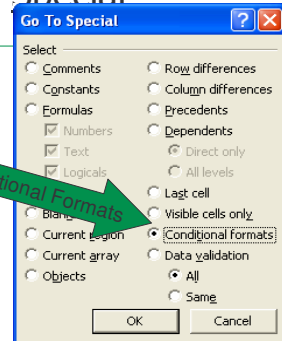 Go To Special
Select
Comments
Constants
Formulas
Numbers
Text
Logicals
Current region
Current array
Objects
Row differences
Column differences
Precedents
Dependents
Direct only
All levels
Last cell
Visible cells only
Conditional formats
Data validation
All
Same
OK
Cancel
tional Formats